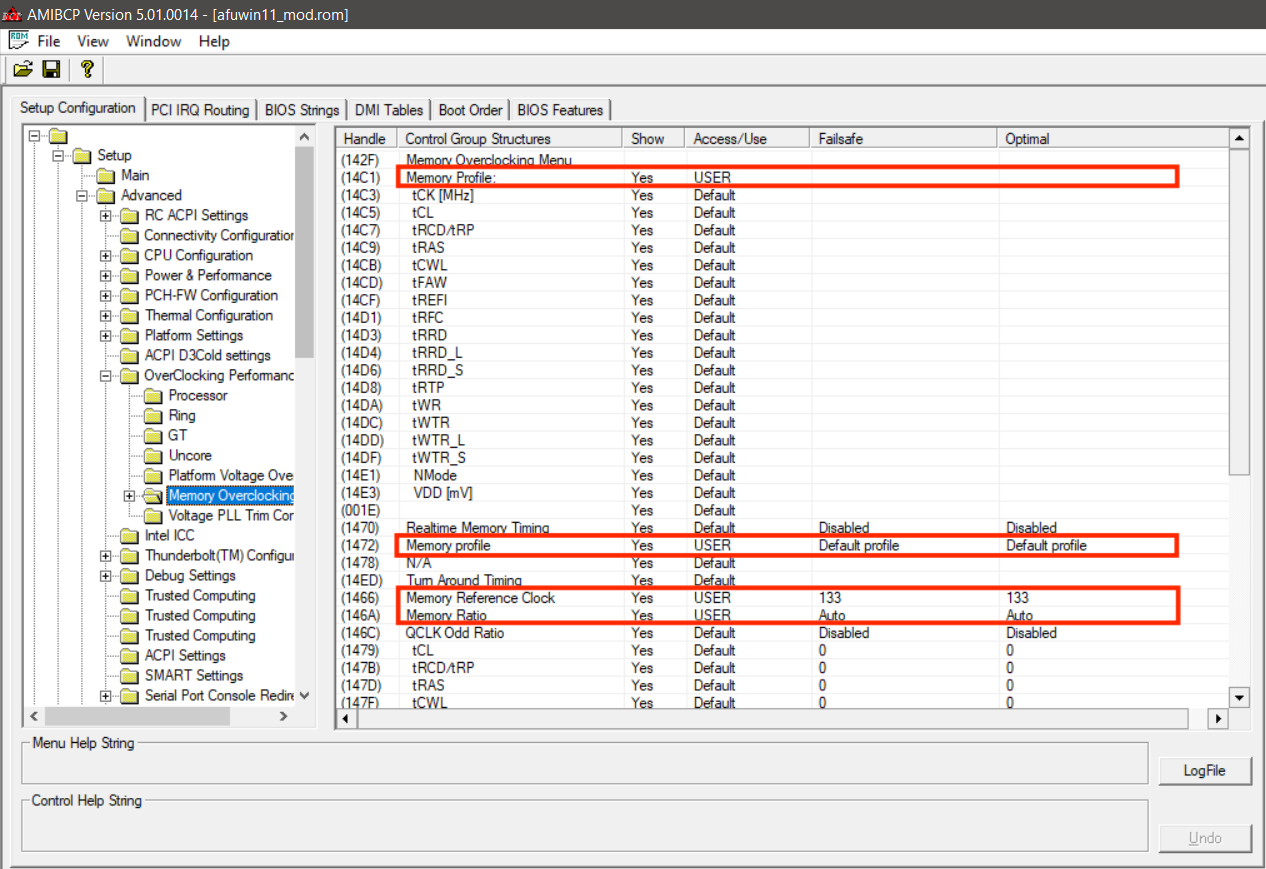 AMIBCP Version 5.01.0014 - [afuwin11_mod.rom]
File View Window Help
Setup Configuration PCI IRQ Routing BIOS Strings DMI Tables Boot Order BIOS Features
Setup
Main
Advanced
RC ACPI Settings
Connectivity Configuration
CPU Configuration
Power & Performance
PCH-FW Configuration
Thermal Configuration
Platform Settings
ACPI D3Cold settings
OverClocking Performanc
Processor
Ring
GT
Uncore
Platform Voltage Ove
Memory Overclocking
Voltage PLL Trim Cor
Intel ICC
Thunderbolt(TM) Configur
Debug Settings
Trusted Computing
Trusted Computing
Trusted Computing
ACPI Settings
SMART Settings
Serial Port Console Redire
Handle Control Group Structures Show Access/Use Failsafe Optimal
(142F) Memory Overclocking Menu
(14C1) Memory Profile: Yes USER
(14C3) tCK [MHz] Yes Default
(14C5) tCL Yes Default
(14C7) tRCD/tRP Yes Default
(14C9) tRAS Yes Default
(14CB) tCWL Yes Default
(14CD) tFAW Yes Default
(14CF) tREFI Yes Default
(14D1) tRFC Yes Default
(14D3) tRRD Yes Default
(14D4) tRRD_L Yes Default
(14D6) tRRD_S Yes Default
(14D8) tRTP Yes Default
(14DA) tWR Yes Default
(14DC) tWTR Yes Default
(14DD) tWTR_L Yes Default
(14DF) tWTR_S Yes Default
(14E1) NMode Yes Default
(14E3) VDD [mV] Yes Default
(001E) Yes Default
(1470) Realtime Memory Timing Yes Default Disabled Disabled
(1472) Memory profile Yes USER Default profile Default profile
(1478) N/A Yes Default
(14ED) Turn Around Timing Yes Default
(1466) Memory Reference Clock Yes USER 133 133
(146A) Memory Ratio Yes USER Auto Auto
(146C) QCLK Odd Ratio Yes Default Disabled Disabled
(1479) tCL Yes Default 0 0
(147B) tRCD/tRP Yes Default 0 0
(147D) tRAS Yes Default 0 0
(147F) tCWL Yes Default 0 0
Menu Help String
LogFile
Control Help String
Undo